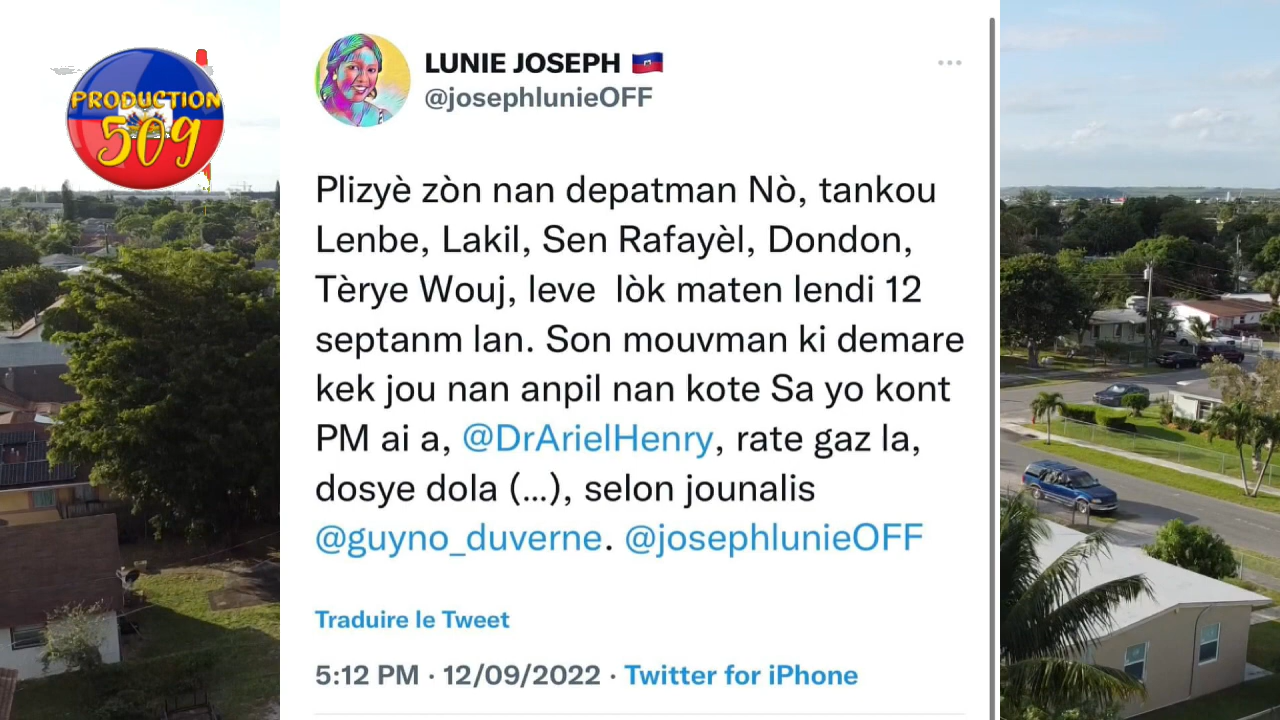 PRODUCTION
509
LUNIE JOSEPH
@josephlunieOFF
Plizyè zòn nan depatman Nò, tankou
Lenbe, Lakil, Sen Rafayèl, Dondon,
Tèrye Wouj, leve  lòk maten lendi 12
septanm lan. Son mouvman ki demare
kek jou nan anpil nan kote Sa yo kont
PM ai a, @DrArielHenry, rate gaz la,
dosye dola (...), selon jounalis
@guyno_duverne. @josephlunieOFF
Traduire le Tweet
5:12 PM · 12/09/2022 · Twitter for iPhone